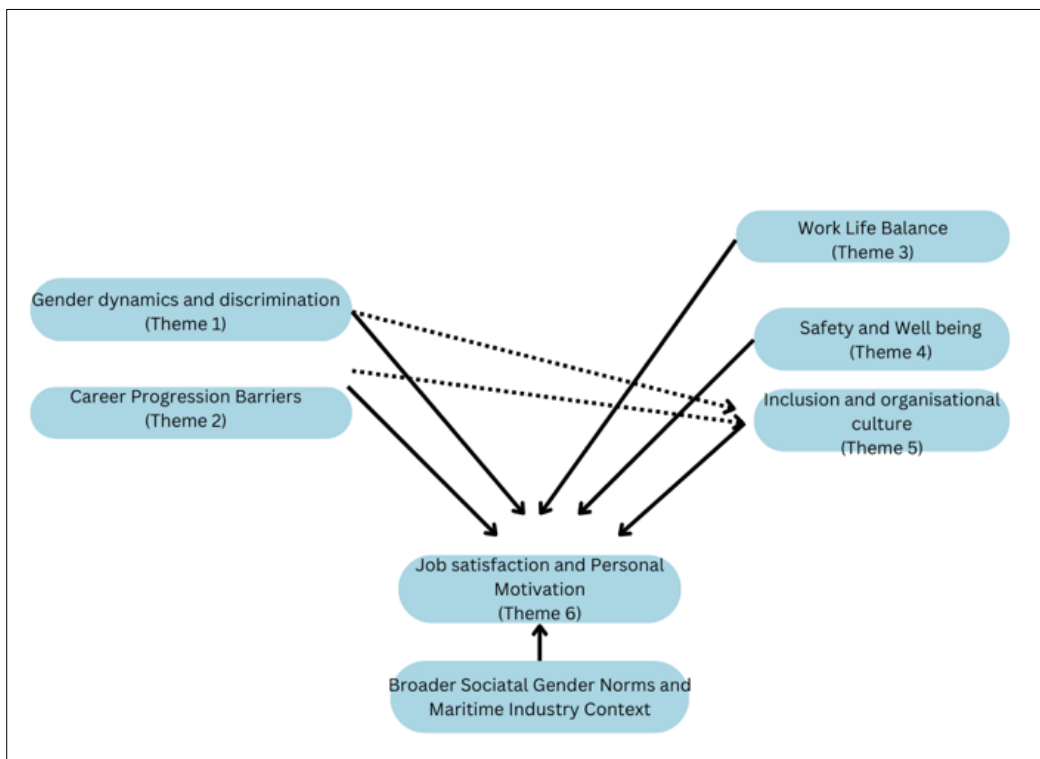 Work Life Balance
(Theme 3)
Gender dynamics and discrimination
(Theme 1)
Safety and Well being
(Theme 4)
Career Progression Barriers
(Theme 2)
Inclusion and organisational
culture
(Theme 5)
Job satisfaction and Personal
Motivation
(Theme 6)
Broader Sociatal Gender Norms and
Maritime Industry Context